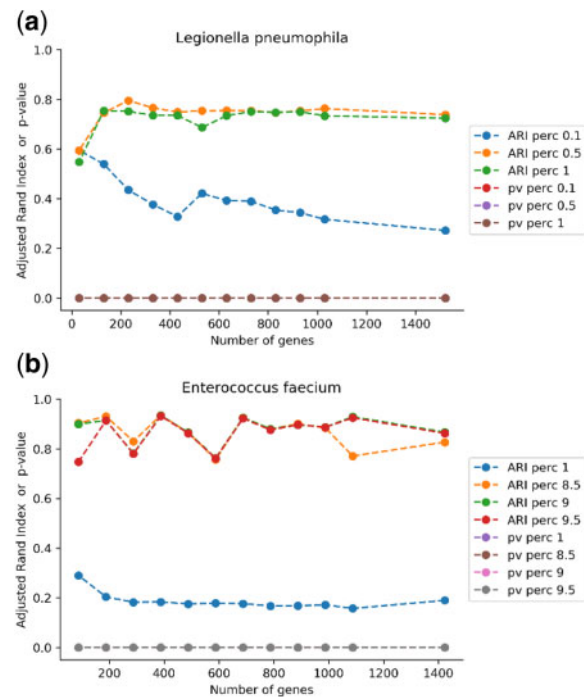 (a)
Legionella pneumophila
1.0
0.8
0.6
0.4
0.2
0.0
Adjusted Rand Index or p-value
0 200 400 600 800 1000 1200 1400
Number of genes
ARI perc 0.1
ARI perc 0.5
ARI perc 1
pv perc 0.1
pv perc 0.5
pv perc 1
(b)
Enterococcus faecium
1.0
0.8
0.6
0.4
0.2
0.0
Adjusted Rand Index or p-value
200 400 600 800 1000 1200 1400
Number of genes
ARI perc 1
ARI perc 8.5
ARI perc 9
ARI perc 9.5
pv perc 1
pv perc 8.5
pv perc 9
pv perc 9.5